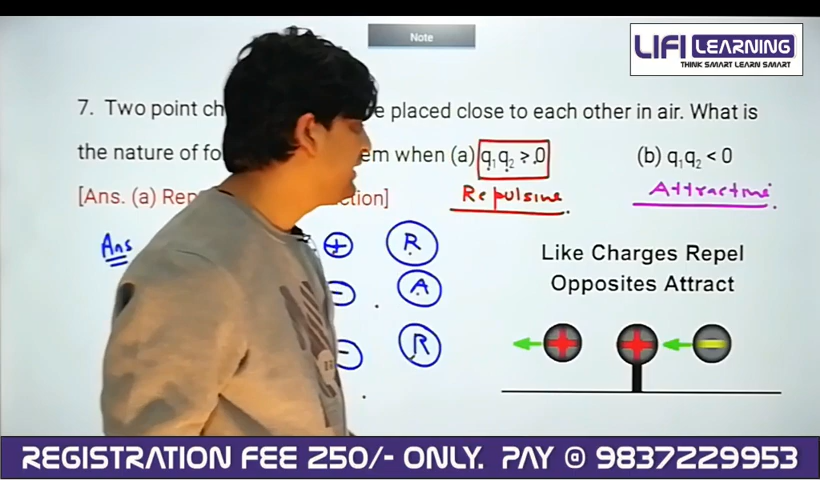 Note
LIFI LEARNING
THINK SMART LEARN SMART
7. Two point ch e placed close to each other in air. What is
the nature of fo em when (a) q₁q₂ > 0 (b) q₁q₂ < 0
[Ans. (a) Rep ction]
Repulsive Attractive
Ans + R
- A
- R
Like Charges Repel
Opposites Attract
+ + -
REGISTRATION FEE 250/- ONLY. PAY @ 9837229953